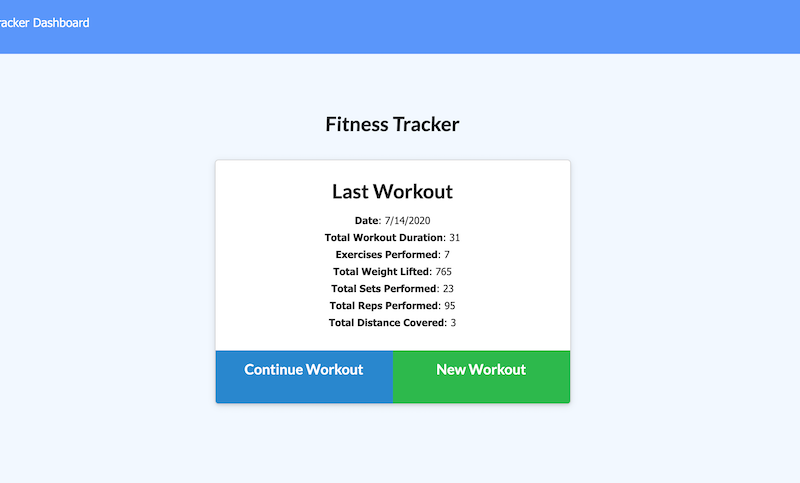 racker Dashboard
Fitness Tracker
Last Workout
Date: 7/14/2020
Total Workout Duration: 31
Exercises Performed: 7
Total Weight Lifted: 765
Total Sets Performed: 23
Total Reps Performed: 95
Total Distance Covered: 3
Continue Workout New Workout